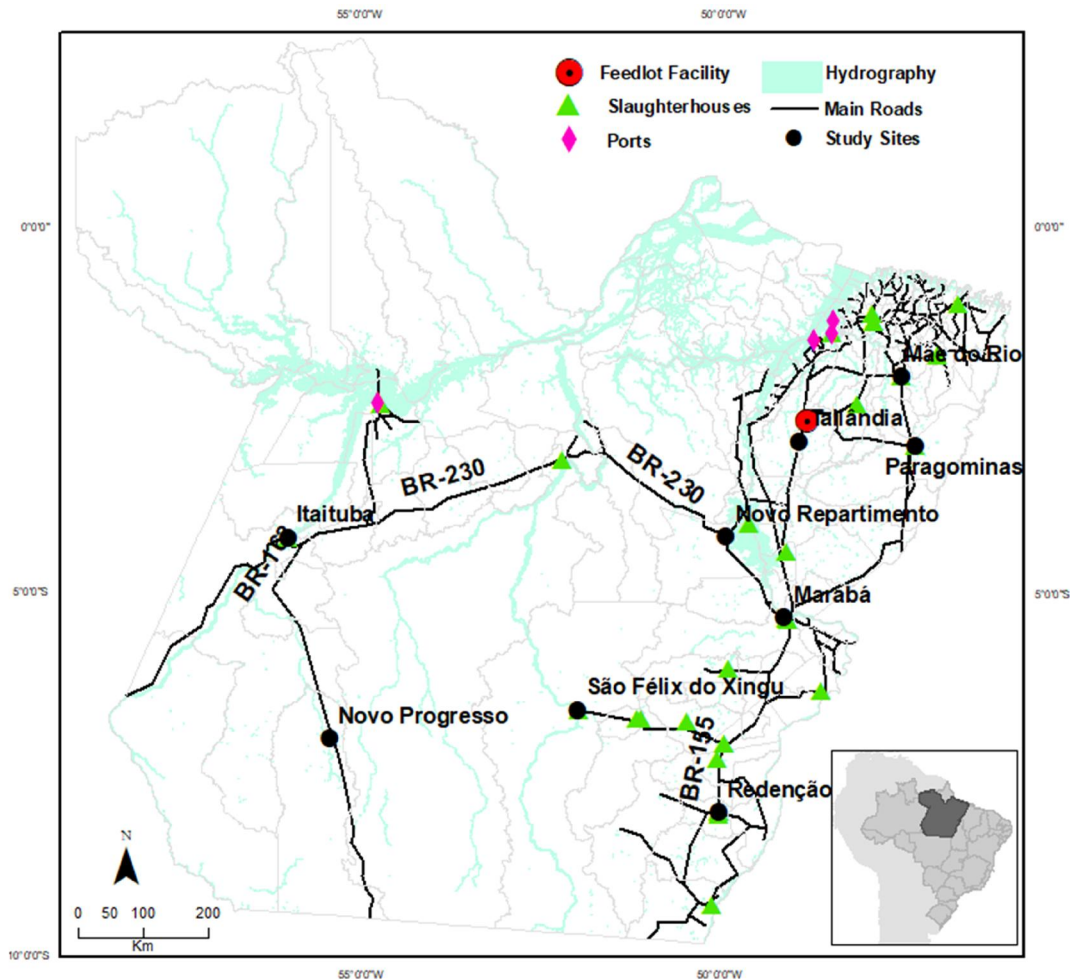 55°0'0"W
50°0'0"W
Feedlot Facility
Hydrography
Slaughterhouses
Main Roads
Ports
Study Sites
0°0'0"
0°0'0"
Mãe do Rio
Tailândia
Paragominas
BR-230
BR-230
Itaituba
Novo Repartimento
BR-163
5°0'0"S
5°0'0"S
Marabá
São Félix do Xingu
Novo Progresso
BR-155
Redenção
N
0 50 100 200
Km
10°0'0"S
10°0'0"S
55°0'0"W
50°0'0"W